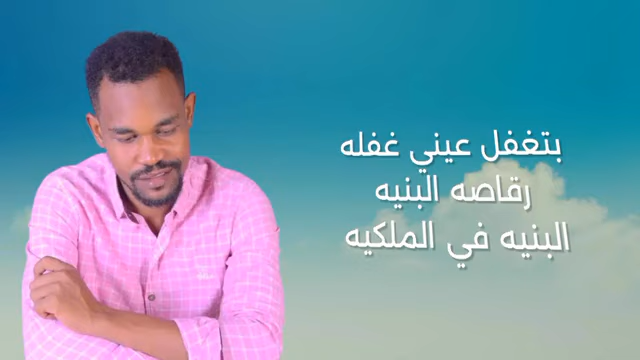 بتغفل عيني غفله
رقاصه البنيه
البنيه في الملكيه